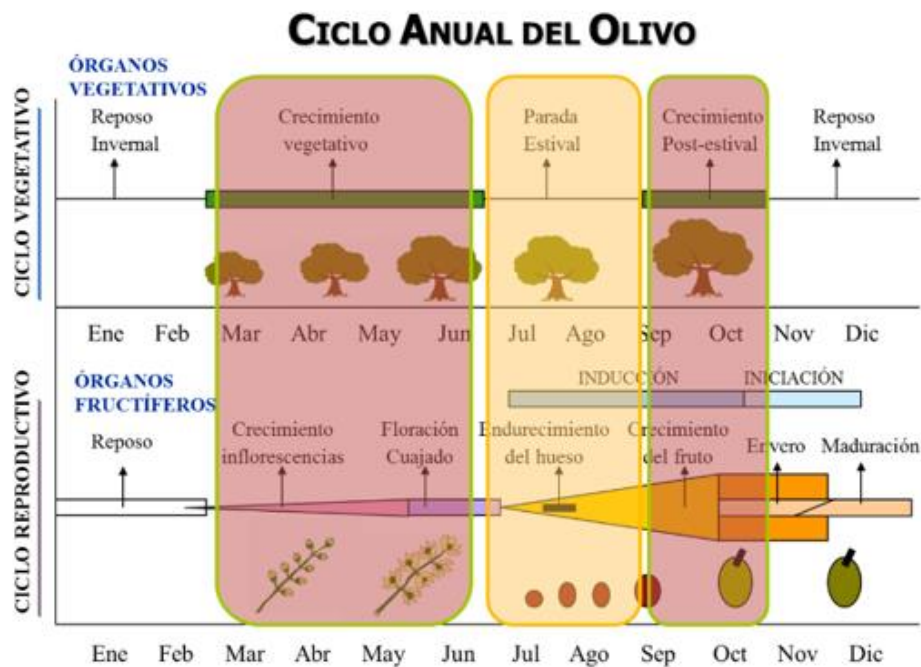 CICLO ANUAL DEL OLIVO
ÓRGANOS
VEGETATIVOS
CICLO VEGETATIVO
Reposo
Invernal
Crecimiento
vegetativo
Parada
Estival
Crecimiento
Post-estival
Reposo
Invernal
Ene Feb Mar Abr May Jun Jul Ago Sep Oct Nov Dic
CICLO REPRODUCTIVO
ÓRGANOS
FRUCTÍFEROS
INDUCCIÓN
INICIACIÓN
Reposo
Crecimiento
inflorescencias
Floración
Cuajado
Endurecimiento
del hueso
Crecimiento
del fruto
Envero
Maduración
Ene Feb Mar Abr May Jun Jul Ago Sep Oct Nov Dic